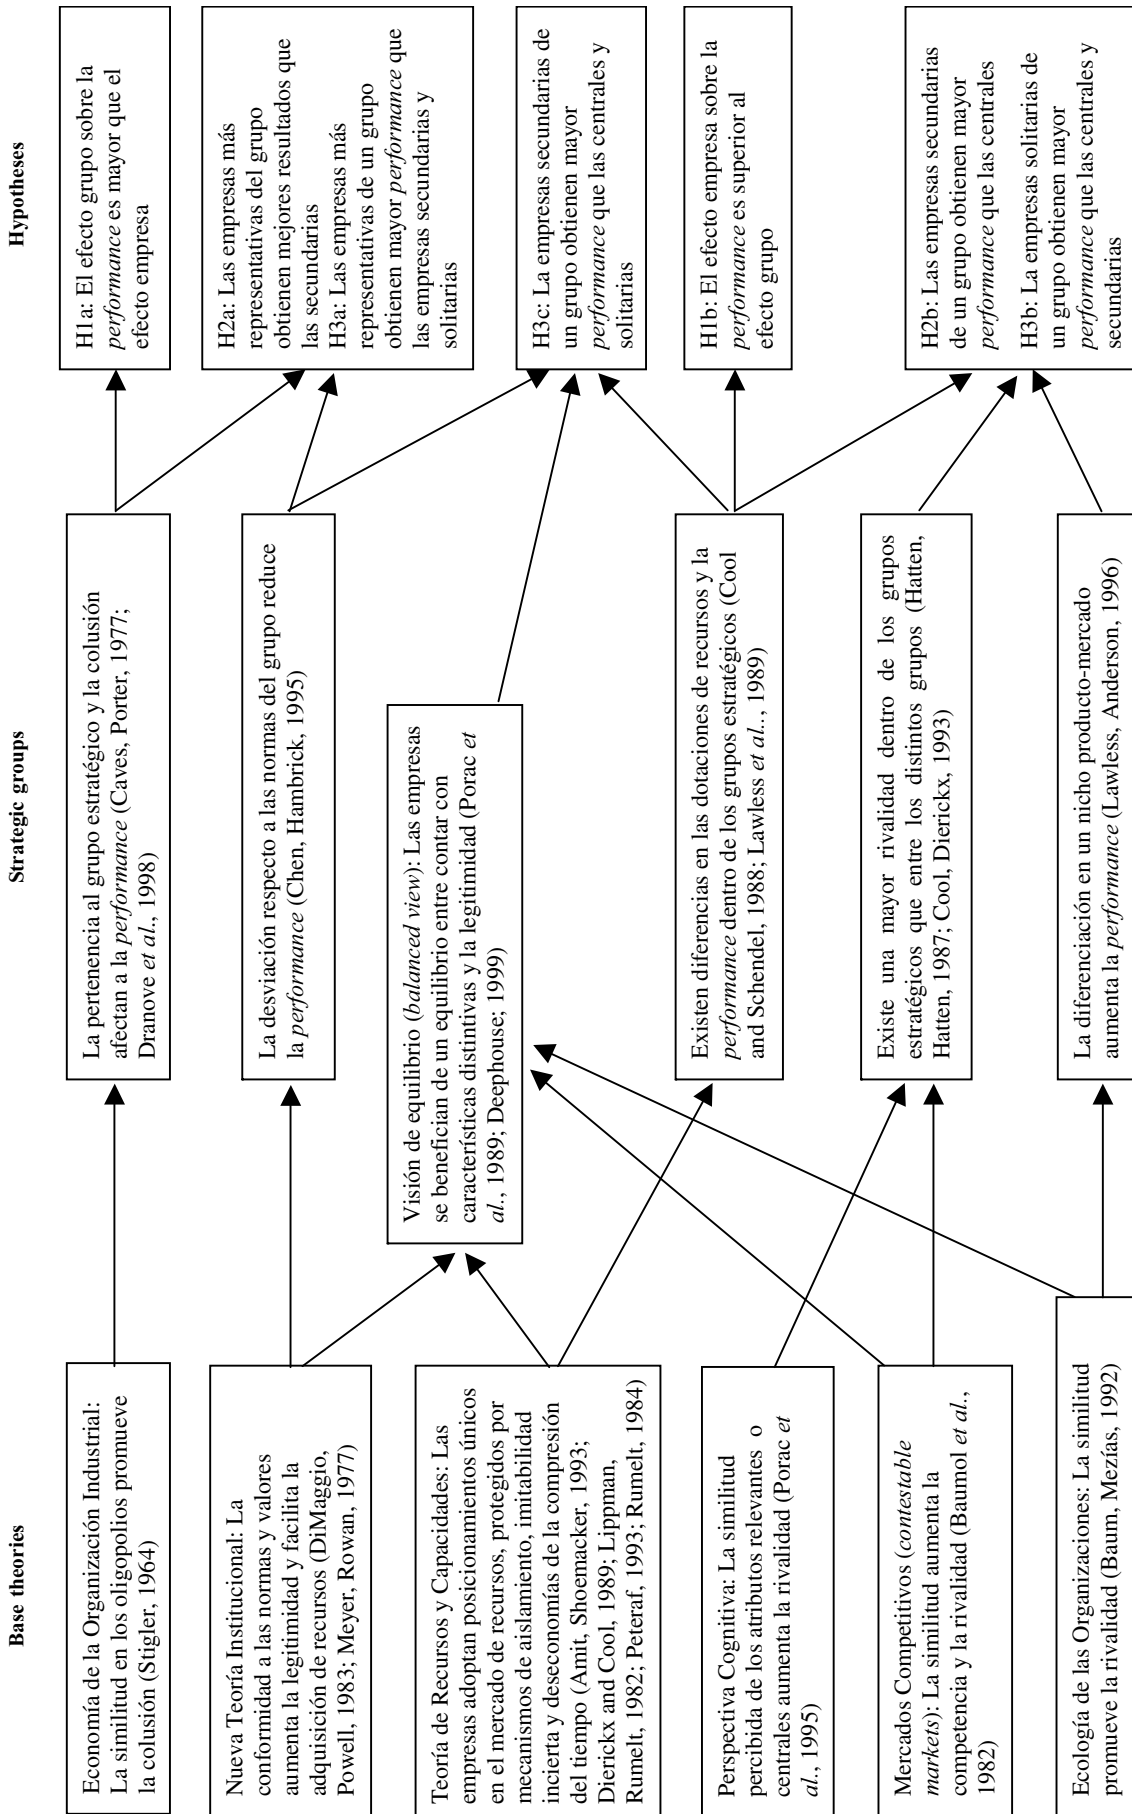 Base theories
Strategic groups
Hypotheses
Economía de la Organización Industrial:
La similitud en los oligopolios promueve
la colusión (Stigler, 1964)
Nueva Teoría Institucional: La
conformidad a las normas y valores
aumenta la legitimidad y facilita la
adquisición de recursos (DiMaggio,
Powell, 1983; Meyer, Rowan, 1977)
Teoría de Recursos y Capacidades: Las
empresas adoptan posicionamientos únicos
en el mercado de recursos, protegidos por
mecanismos de aislamiento, initabilidad
incierta y deseconomías de la compresión
del tiempo (Amit, Shoemacker, 1993;
Dierickx and Cool, 1989; Lippman,
Rumelt, 1982; Peteraf, 1993; Rumelt, 1984)
Perspectiva Cognitiva: La similitud
percibida de los atributos relevantes o
centrales aumenta la rivalidad (Porac et
al., 1995)
Mercados Competitivos (contestable
markets): La similitud aumenta la
competencia y la rivalidad (Baumol et al.,
1982)
Ecología de las Organizaciones: La similitud
promueve la rivalidad (Baum, Mezías, 1992)
La pertenencia al grupo estratégico y la colusión
afectan a la performance (Caves, Porter, 1977;
Dranove et al., 1998)
La desviación respecto a las normas del grupo reduce
la performance (Chen, Hambrick, 1995)
Visión de equilibrio (balanced view): Las empresas
se benefician de un equilibrio entre contar con
características distintivas y la legitimidad (Porac et
al., 1989; Deephouse; 1999)
Existen diferencias en las dotaciones de recursos y la
performance dentro de los grupos estratégicos (Cool
and Schendel, 1988; Lawless et al.., 1989)
Existe una mayor rivalidad dentro de los grupos
estratégicos que entre los distintos grupos (Hatten,
Hatten, 1987; Cool, Dierickx, 1993)
La diferenciación en un nicho producto-mercado
aumenta la performance (Lawless, Anderson, 1996)
H1a: El efecto grupo sobre la
performance es mayor que el
efecto empresa
H2a: Las empresas más
representativas del grupo
obtienen mejores resultados que
las secundarias
H3a: Las empresas más
representativas de un grupo
obtienen mayor performance que
las empresas secundarias y
solitarias
H3c: La empresas secundarias de
un grupo obtienen mayor
performance que las centrales y
solitarias
H1b: El efecto empresa sobre la
performance es superior al
efecto grupo
H2b: Las empresas secundarias
de un grupo obtienen mayor
performance que las centrales
H3b: La empresas solitarias de
un grupo obtienen mayor
performance que las centrales y
secundarias